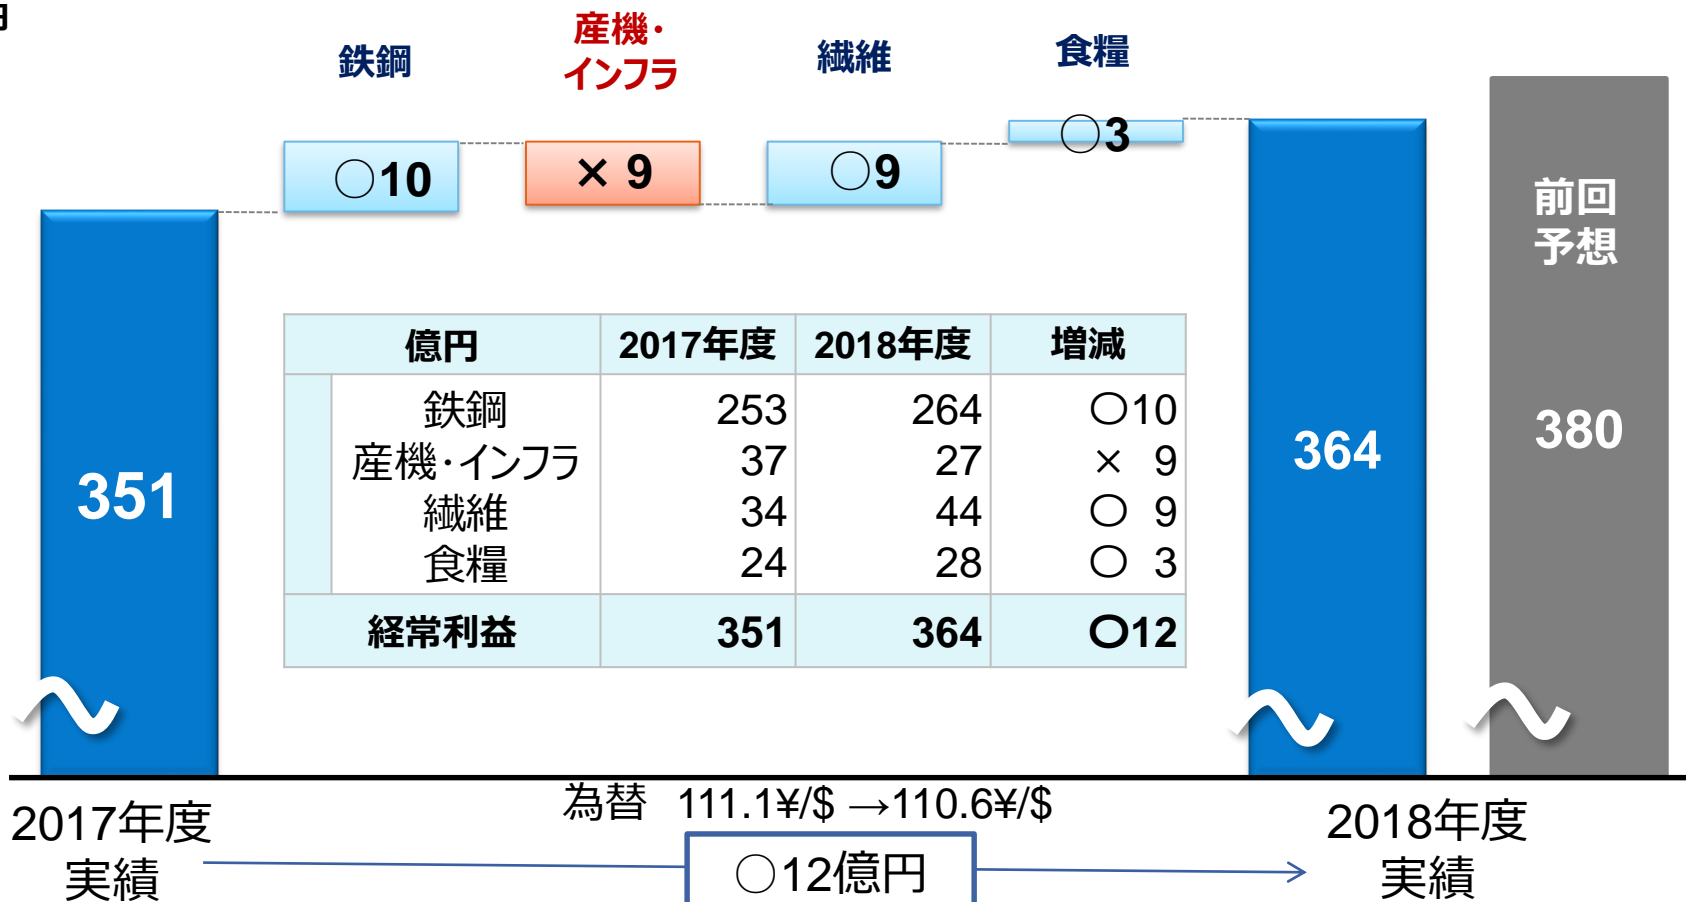 円
鉄鋼
産機・
インフラ
繊維
食糧
○10
× 9
○9
○3
351
364
前回
予想
380
億円 2017年度 2018年度 増減
鉄鋼 253 264 ○10
産機・インフラ 37 27 × 9
繊維 34 44 ○ 9
食糧 24 28 ○ 3
経常利益 351 364 ○12
為替 111.1¥/$ →110.6¥/$
2017年度
実績
○12億円
2018年度
実績